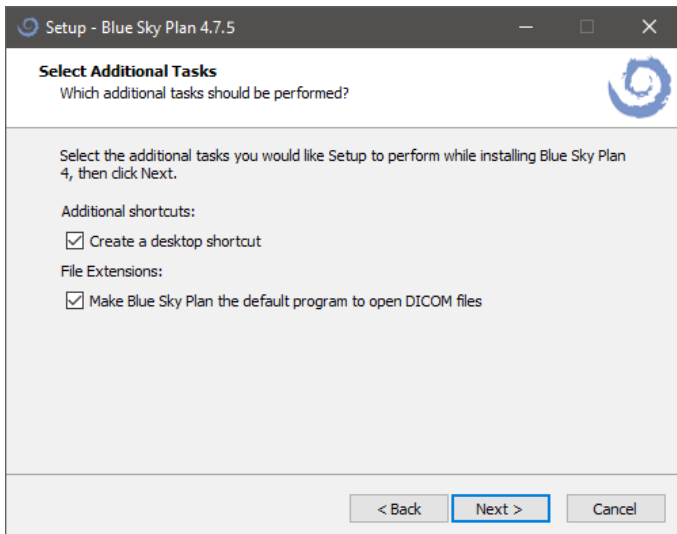 Setup - Blue Sky Plan 4.7.5
Select Additional Tasks
Which additional tasks should be performed?
Select the additional tasks you would like Setup to perform while installing Blue Sky Plan
4, then click Next.
Additional shortcuts:
Create a desktop shortcut
File Extensions:
Make Blue Sky Plan the default program to open DICOM files
< Back Next > Cancel